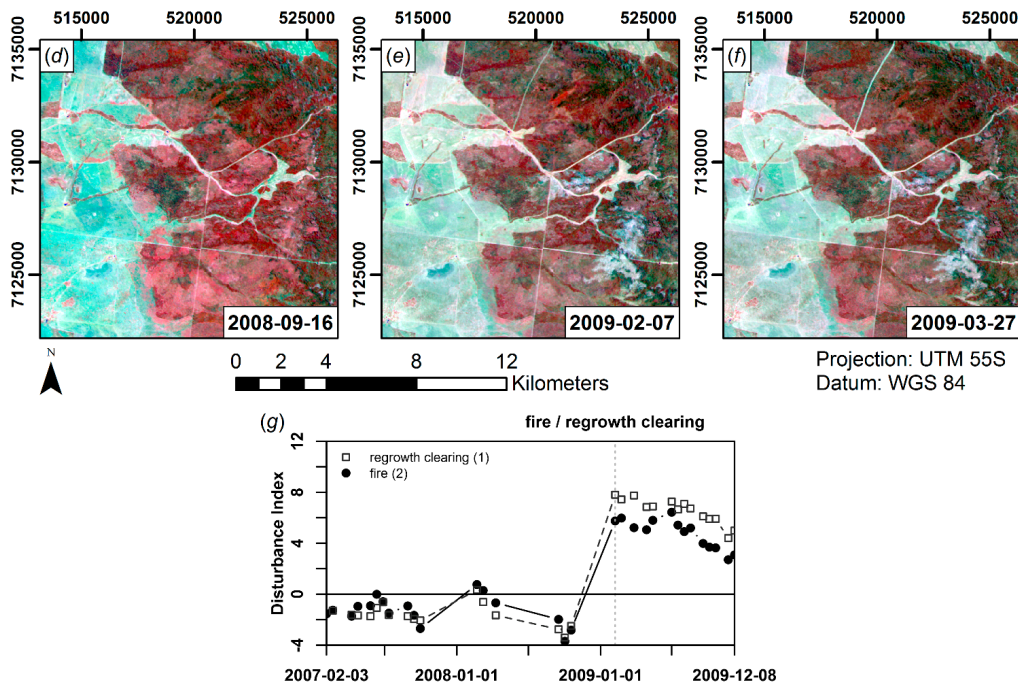 515000 520000 525000 515000 520000 525000 515000 520000 525000
(d) (e) (f)
7135000 7135000 7135000
7130000 7130000 7130000
7125000 7125000 7125000
2008-09-16 2009-02-07 2009-03-27
N
0 2 4 8 12
Kilometers
Projection: UTM 55S
Datum: WGS 84
(g) fire / regrowth clearing
regrowth clearing (1)
fire (2)
Disturbance Index
12
8
4
0
-4
2007-02-03 2008-01-01 2009-01-01 2009-12-08